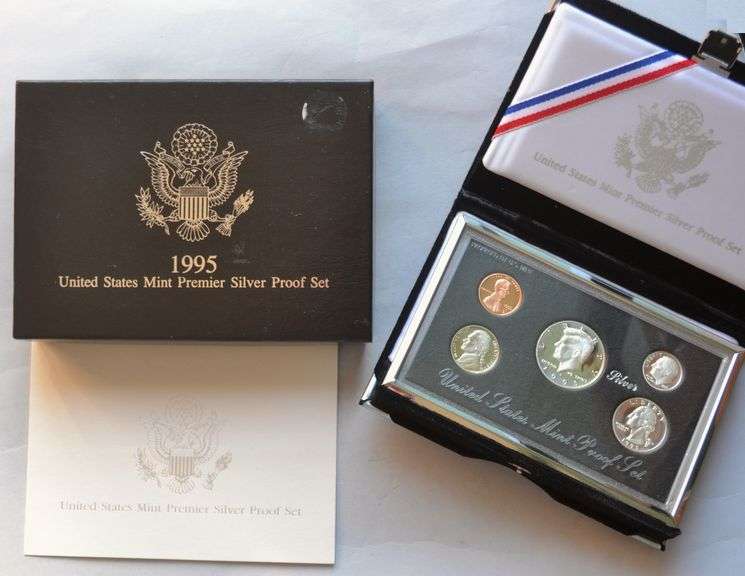 1995
United States Mint Premier Silver Proof Set
United States Mint Premier Silver Proof Set
United States Mint Premier Silver Proof Set
Silver
United States Mint Proof Set